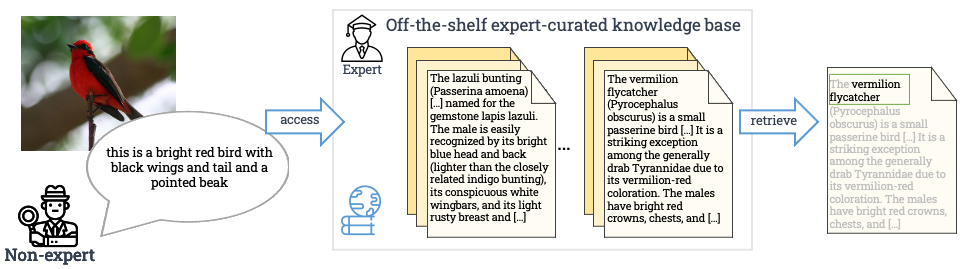 Off-the-shelf expert-curated knowledge base
Expert
this is a bright red bird with
black wings and tail and a
pointed beak
Non-expert
access
The lazuli bunting
(Passerina amoena)
[...] named for the
gemstone lapis lazuli.
The male is easily
recognized by its bright
blue head and back
(lighter than the closely
related indigo bunting),
its conspicuous white
wingbars, and its light
rusty breast and [...]
...
The vermilion
flycatcher
(Pyrocephalus
obscurus) is a small
passerine bird [...] It is a
striking exception
among the generally
drab Tyrannidae due to
its vermilion-red
coloration. The males
have bright red
crowns, chests, and [...]
retrieve
The vermilion
flycatcher
(Pyrocephalus
obscurus) is a small
passerine bird [...] It is a
striking exception
among the generally
drab Tyrannidae due to
its vermilion-red
coloration. The males
have bright red crowns,
chests, and [...]